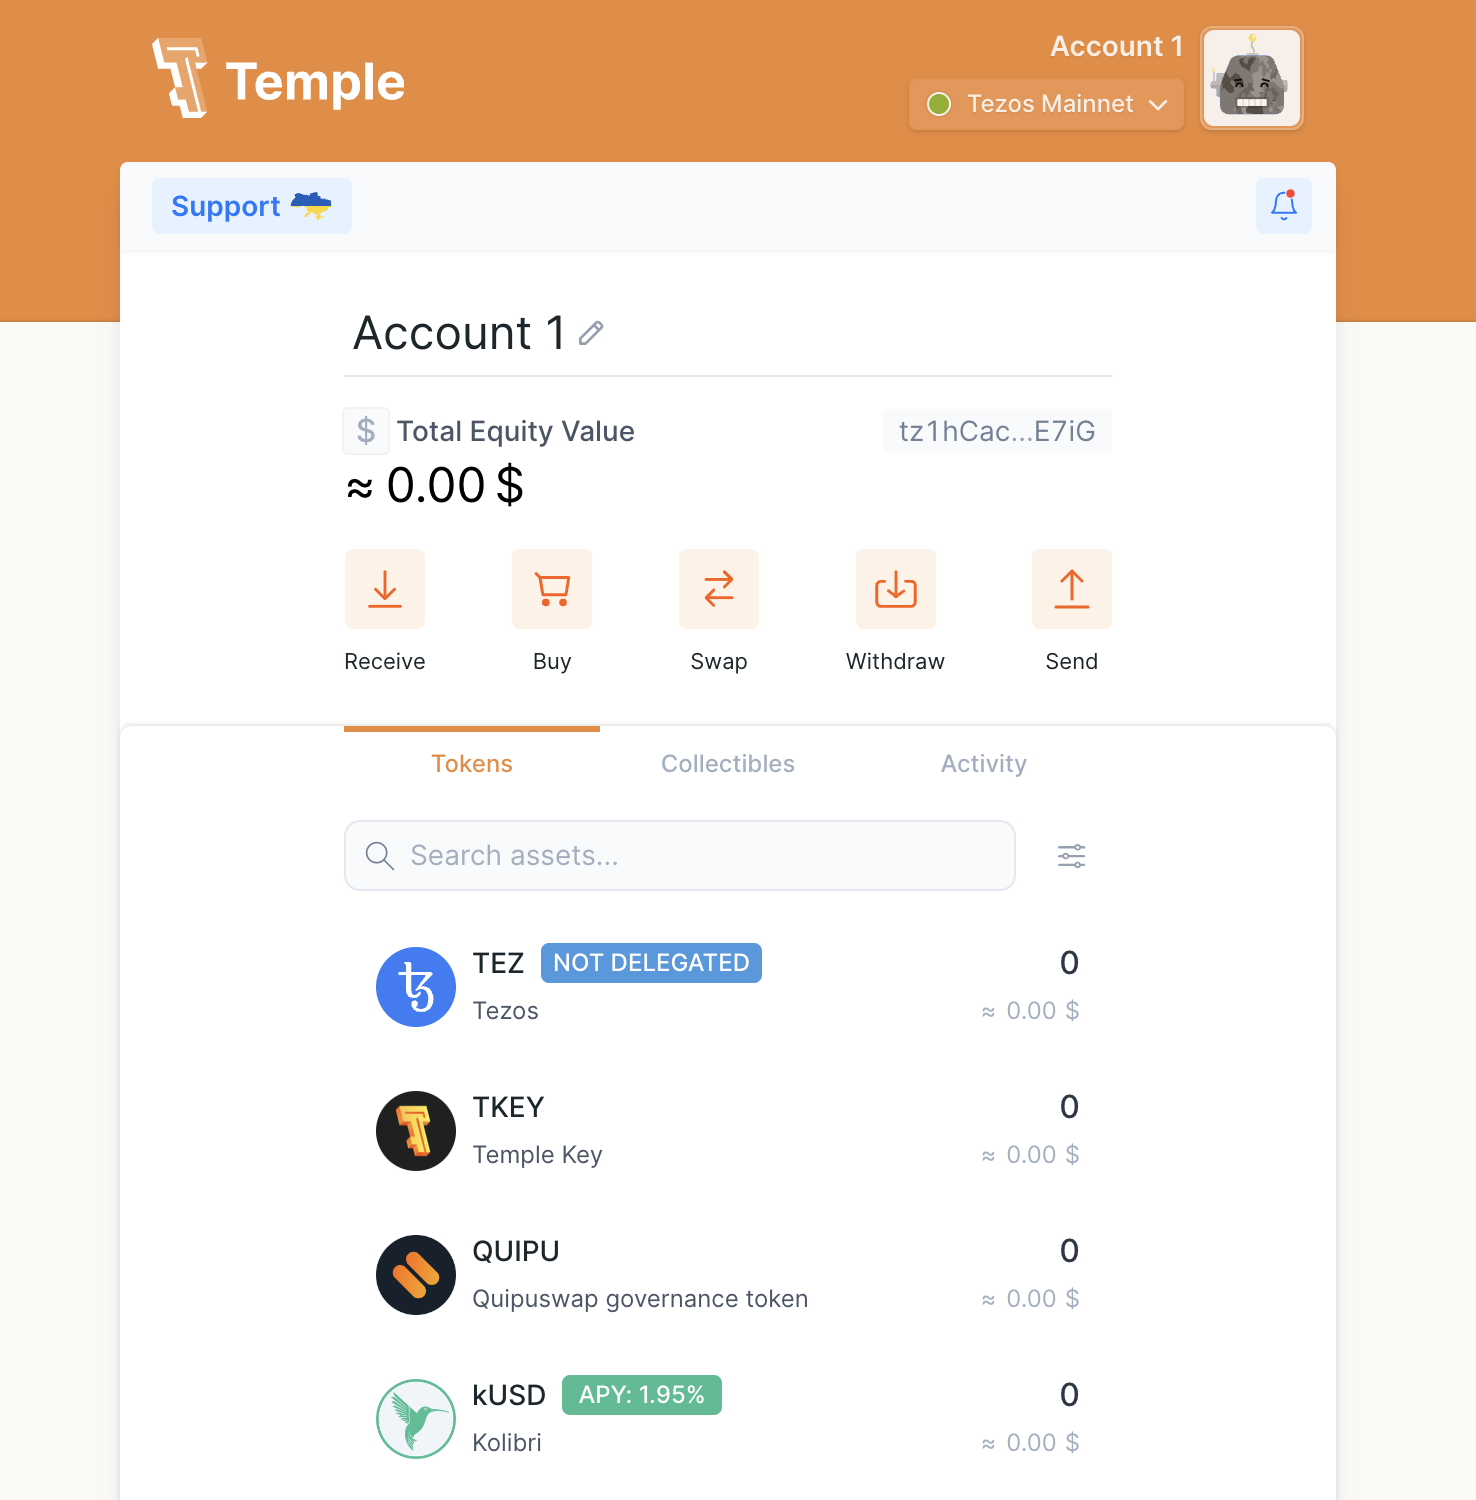 Temple
Account 1
Tezos Mainnet
Support
Account 1
$ Total Equity Value
tz1hCac...E7iG
≈ 0.00 $
Receive
Buy
Swap
Withdraw
Send
Tokens
Collectibles
Activity
Search assets...
TEZ NOT DELEGATED 0
Tezos ≈ 0.00 $
TKEY 0
Temple Key ≈ 0.00 $
QUIPU 0
Quipuswap governance token ≈ 0.00 $
kUSD APY: 1.95% 0
Kolibri ≈ 0.00 $